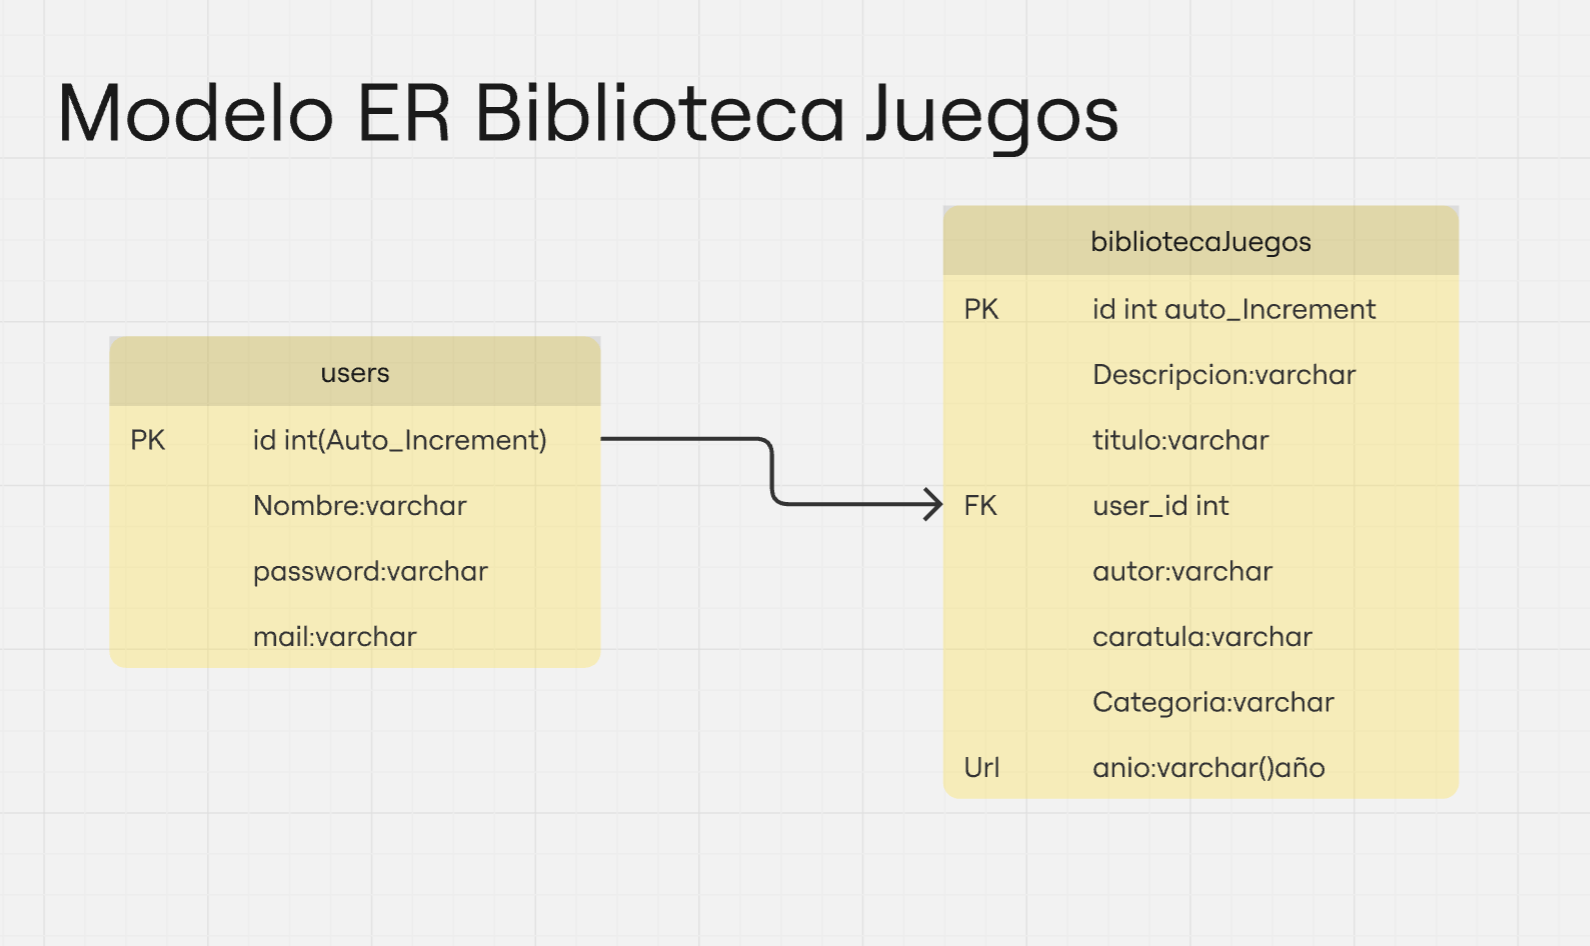 Modelo ER Biblioteca Juegos
users
PK id int(Auto_Increment)
Nombre:varchar
password:varchar
mail:varchar
bibliotecaJuegos
PK id int auto_Increment
Descripcion:varchar
titulo:varchar
FK user_id int
autor:varchar
caratula:varchar
Categoria:varchar
Url anio:varchar()año